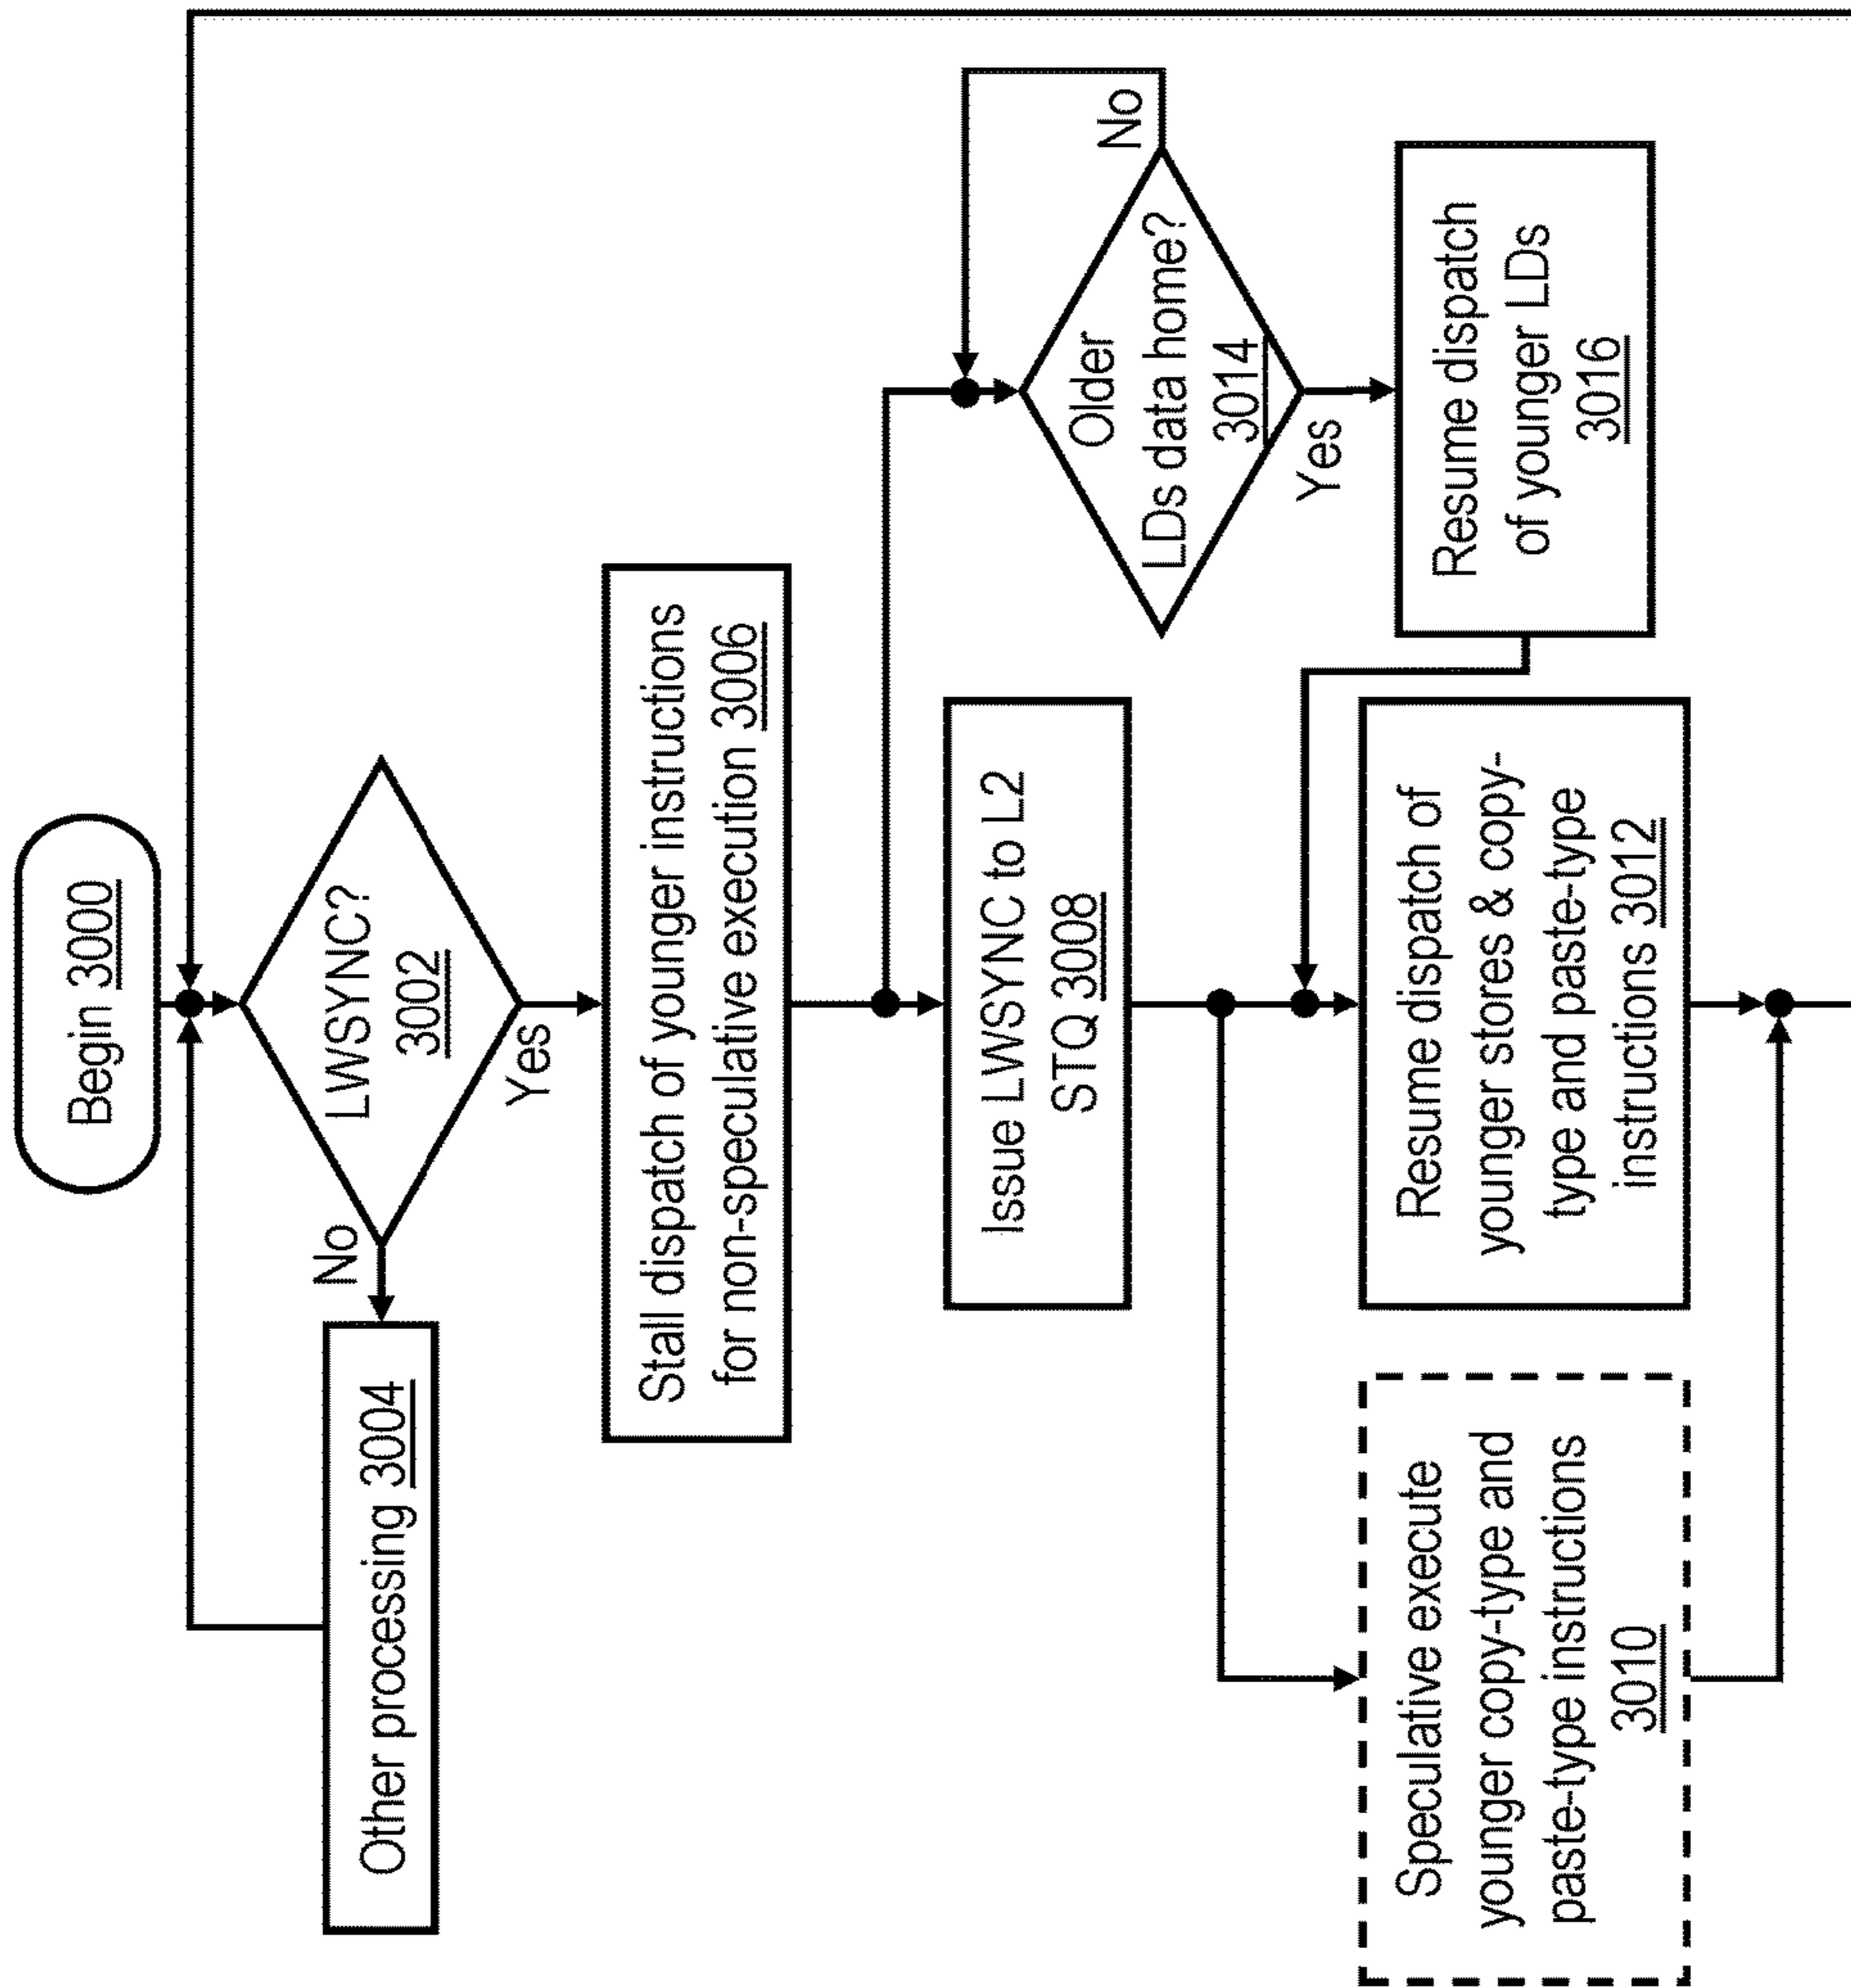 Begin 3000
LWSYNC?
3002
No
Yes
Other processing 3004
Stall dispatch of younger instructions
for non-speculative execution 3006
Issue LWSYNC to L2
STQ 3008
Older
LDs data home?
3014
No
Yes
Resume dispatch
of younger LDs
3016
Speculative execute
younger copy-type and
paste-type instructions
3010
Resume dispatch of
younger stores & copy-
type and paste-type
instructions 3012